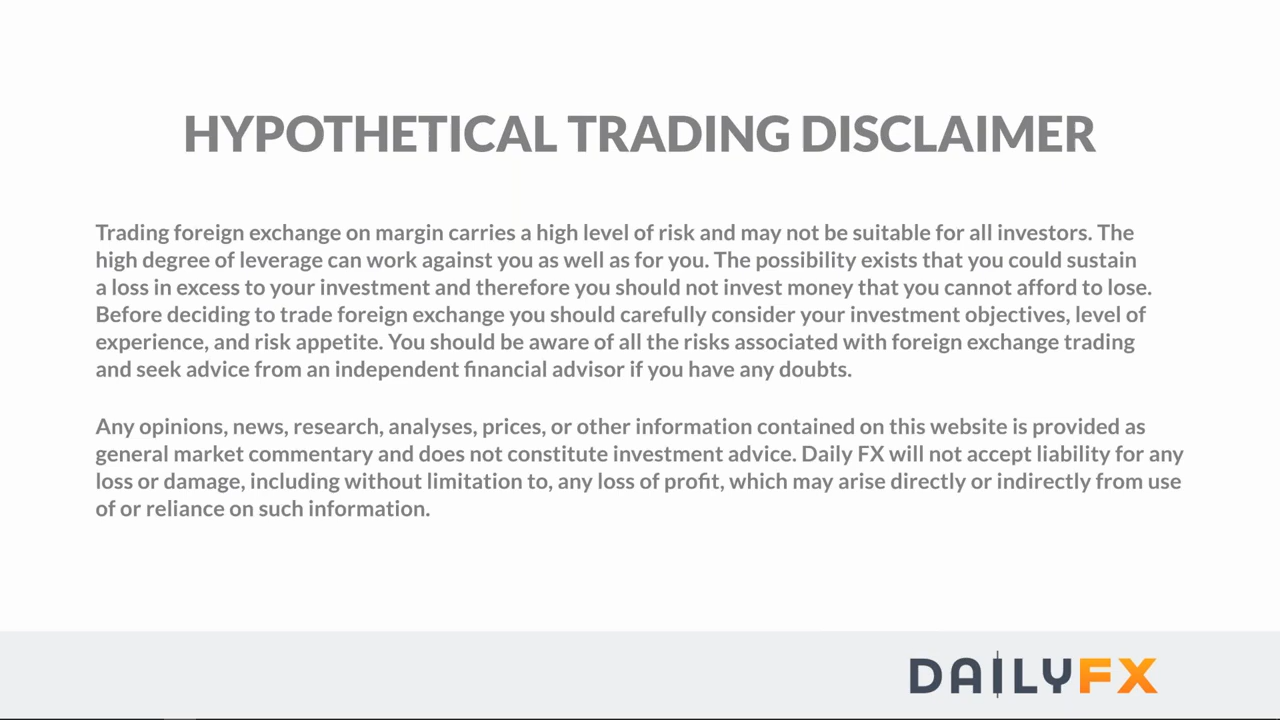 HYPOTHETICAL TRADING DISCLAIMER
Trading foreign exchange on margin carries a high level of risk and may not be suitable for all investors. The
high degree of leverage can work against you as well as for you. The possibility exists that you could sustain
a loss in excess to your investment and therefore you should not invest money that you cannot afford to lose.
Before deciding to trade foreign exchange you should carefully consider your investment objectives, level of
experience, and risk appetite. You should be aware of all the risks associated with foreign exchange trading
and seek advice from an independent financial advisor if you have any doubts.
Any opinions, news, research, analyses, prices, or other information contained on this website is provided as
general market commentary and does not constitute investment advice. Daily FX will not accept liability for any
loss or damage, including without limitation to, any loss of profit, which may arise directly or indirectly from use
of or reliance on such information.
DAILYFX